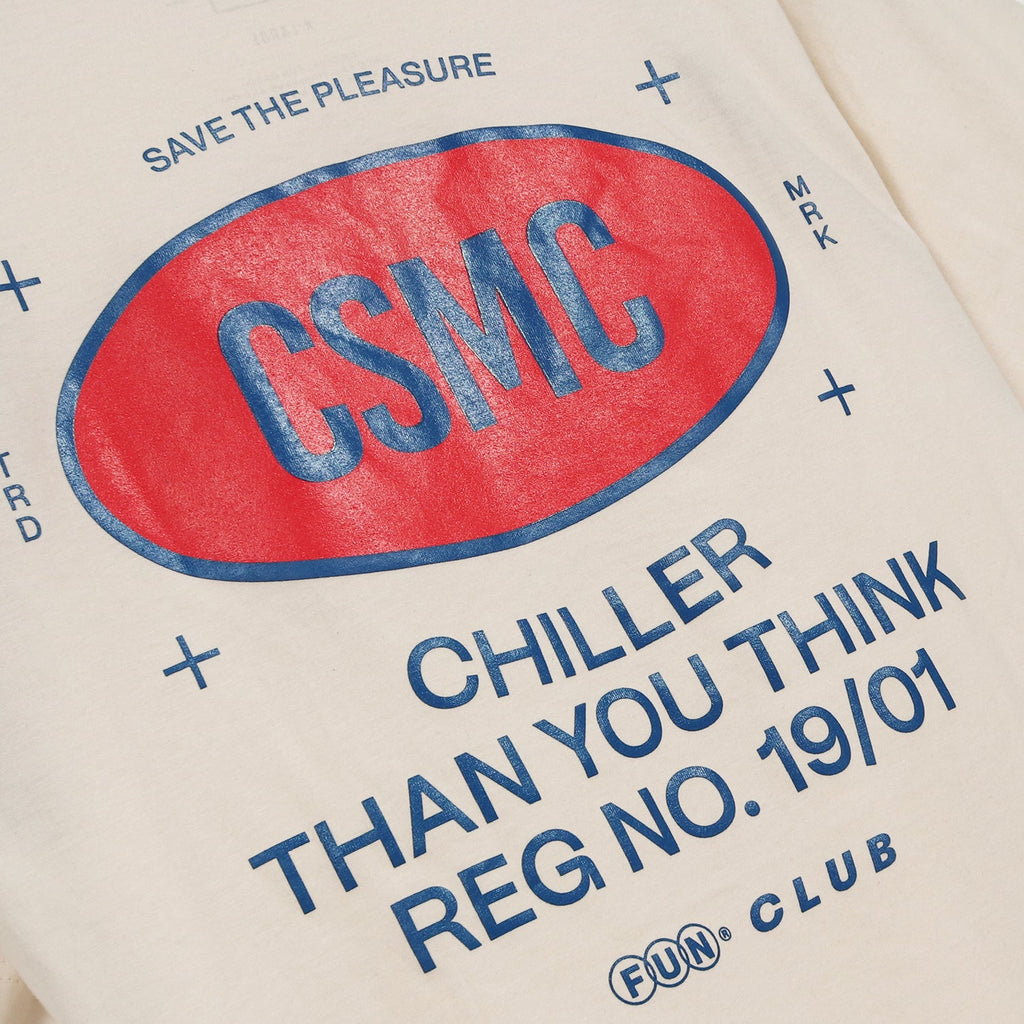 SAVE THE PLEASURE
CSMC
MRK
TRD
CHILLER
THAN YOU THINK
REG NO. 19/01
FUN® CLUB